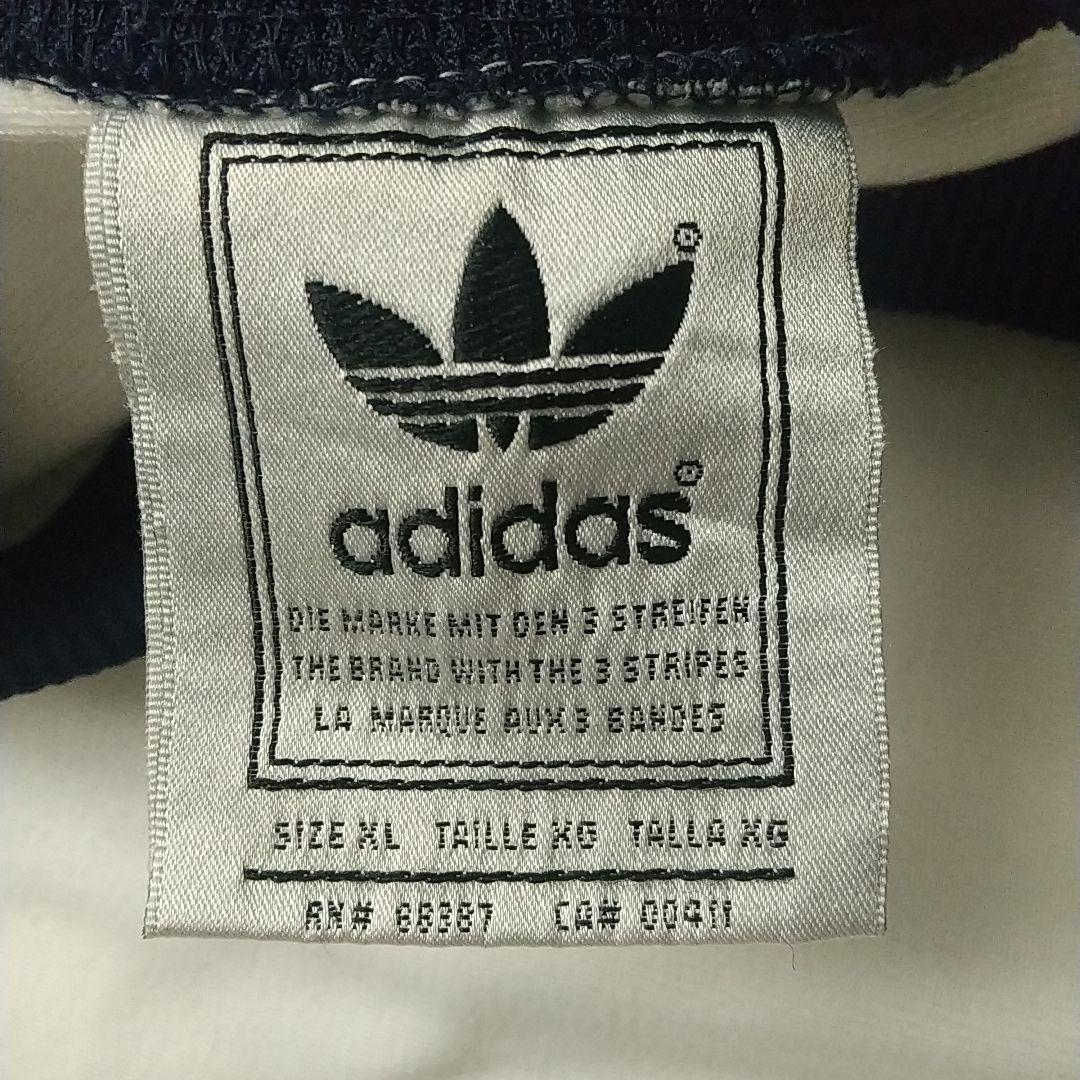 ®
adidas®
DIE MARKE MIT DEN 3 STREIFEN
THE BRAND WITH THE 3 STRIPES
LA MARQUE AUX 3 BANDES
SIZE XL TAILLE XG TALLA XG
RN# 88387 CA# 00411